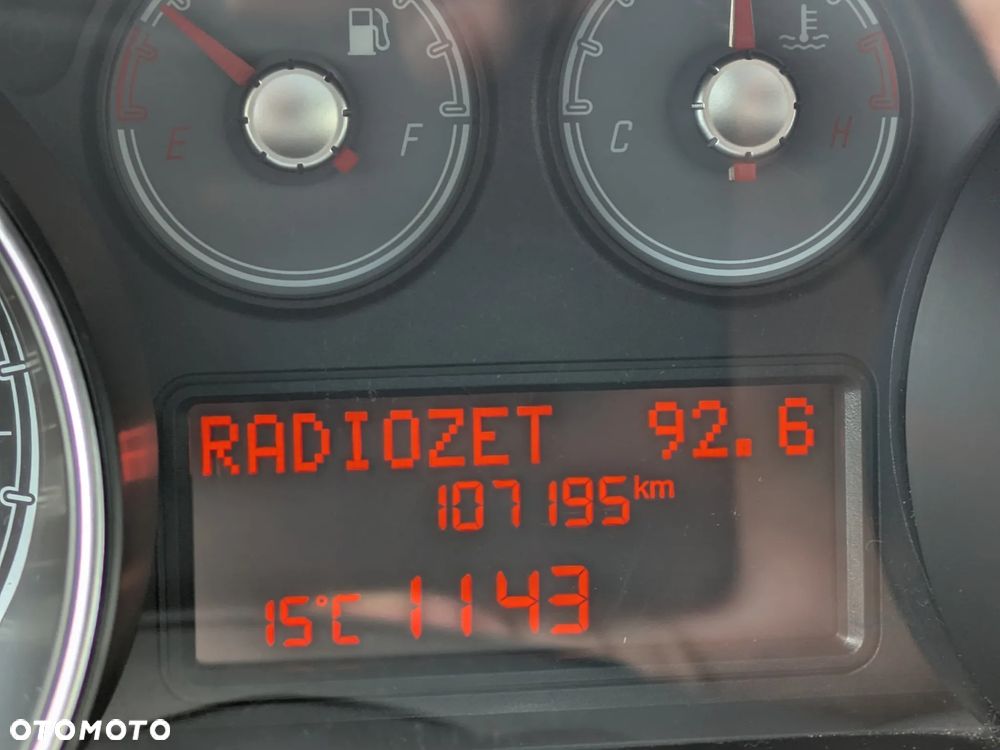 E F
C H
RADIOZET 92.6
107195km
15°C 1143
OTOMOTO